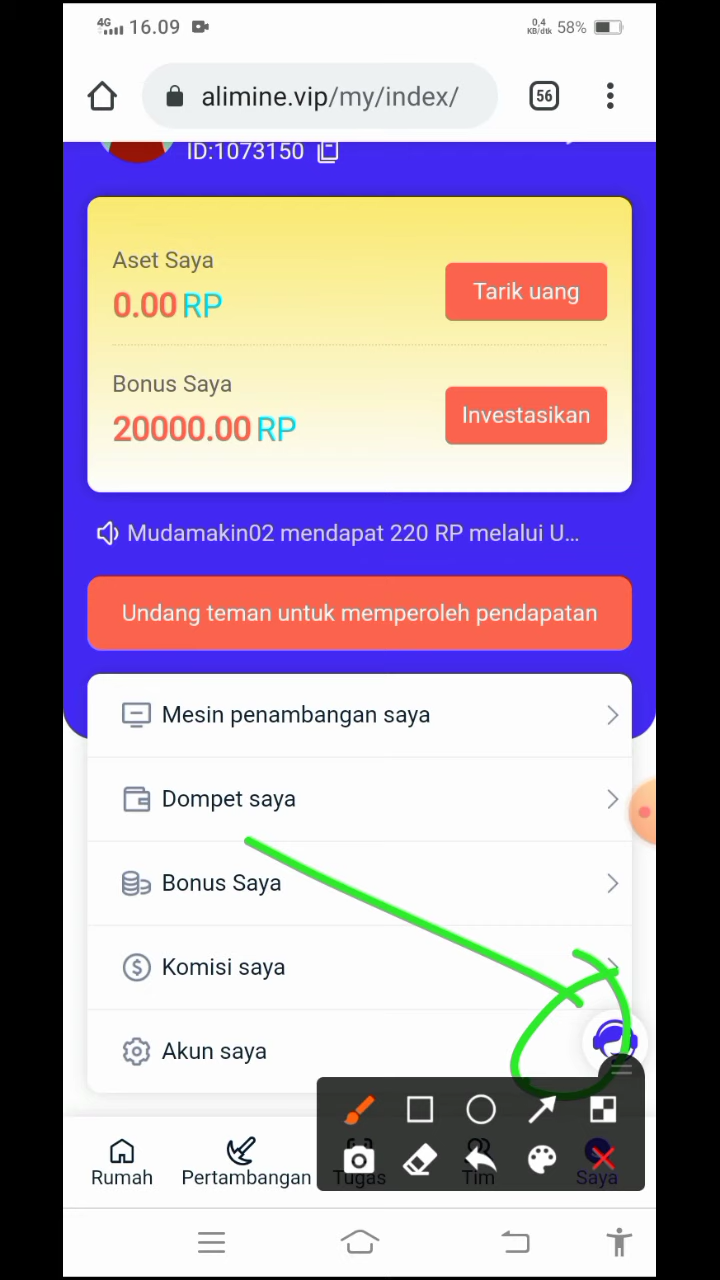 4G 16.09 0,4 KB/dtk 58%
alimine.vip/my/index/ 56
ID:1073150
Aset Saya
0.00 RP
Tarik uang
Bonus Saya
20000.00 RP
Investasikan
Mudamakin02 mendapat 220 RP melalui U...
Undang teman untuk memperoleh pendapatan
Mesin penambangan saya
Dompet saya
Bonus Saya
Komisi saya
Akun saya
Rumah Pertambangan Tugas Tim Saya